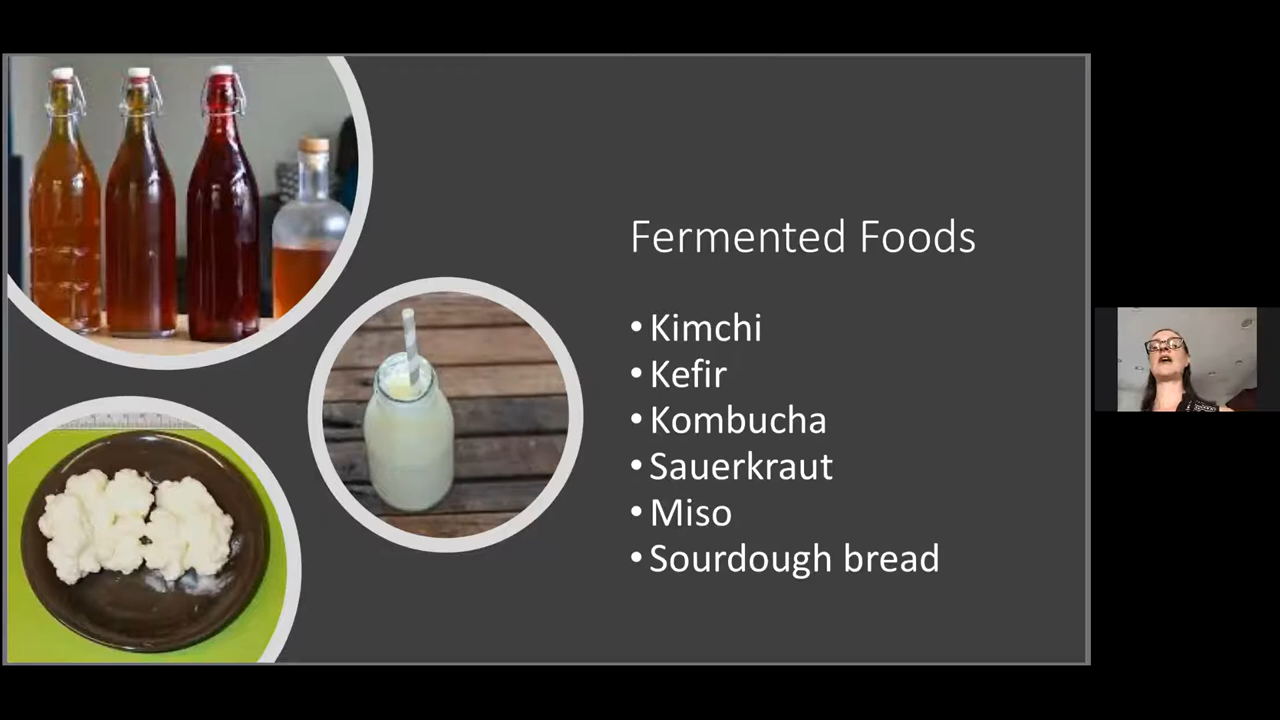 Fermented Foods
• Kimchi
• Kefir
• Kombucha
• Sauerkraut
• Miso
• Sourdough bread